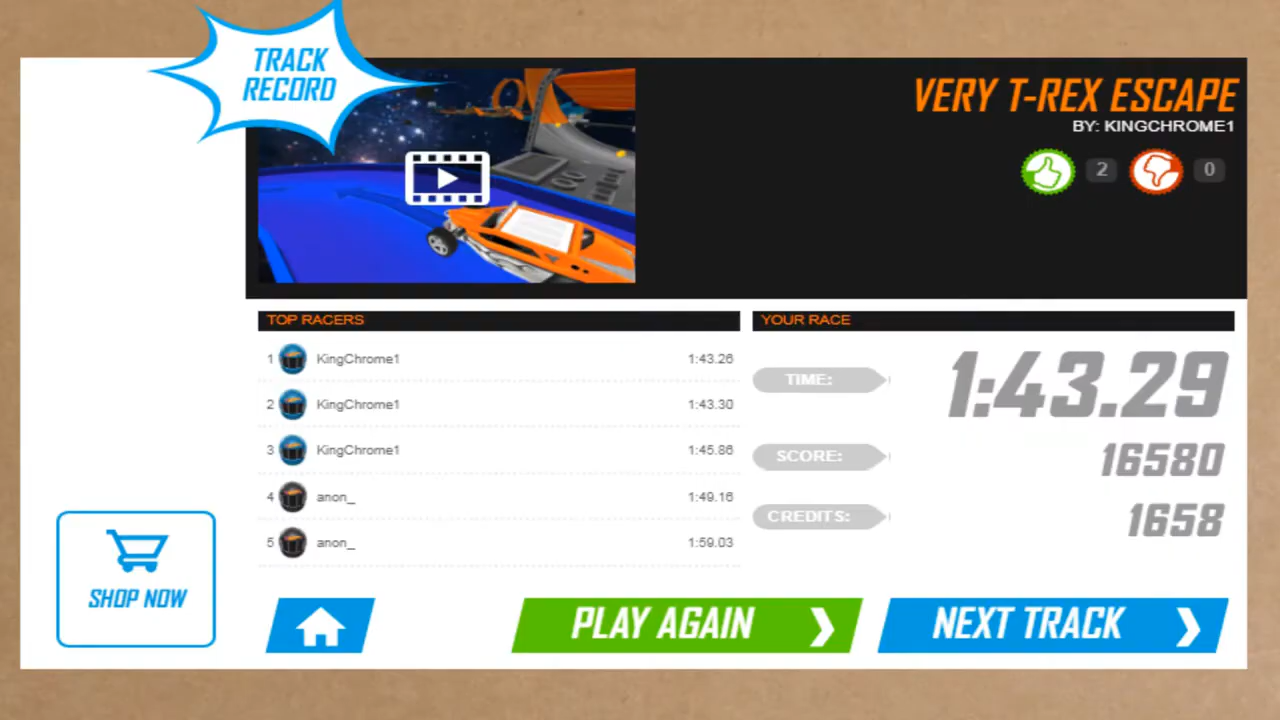 TRACK
RECORD
VERY T-REX ESCAPE
BY: KINGCHROME1
2
0
TOP RACERS
1 KingChrome1 1:43.26
2 KingChrome1 1:43.30
3 KingChrome1 1:45.86
4 anon_ 1:49.16
5 anon_ 1:59.03
YOUR RACE
TIME: 1:43.29
SCORE: 16580
CREDITS: 1658
SHOP NOW
PLAY AGAIN
NEXT TRACK